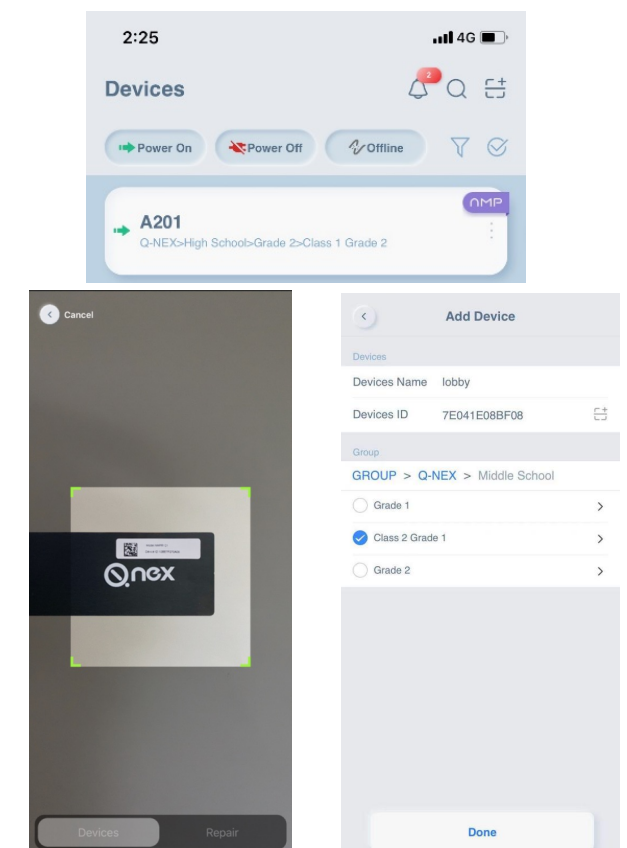 2:25
4G
Devices
2
Power On
Power Off
Offline
A201
NMP
Q-NEX>High School>Grade 2>Class 1 Grade 2
Cancel
Qnex
Devices
Repair
Add Device
Devices
Devices Name lobby
Devices ID 7E041E08BF08
Group
GROUP > Q-NEX > Middle School
Grade 1
Class 2 Grade 1
Grade 2
Done